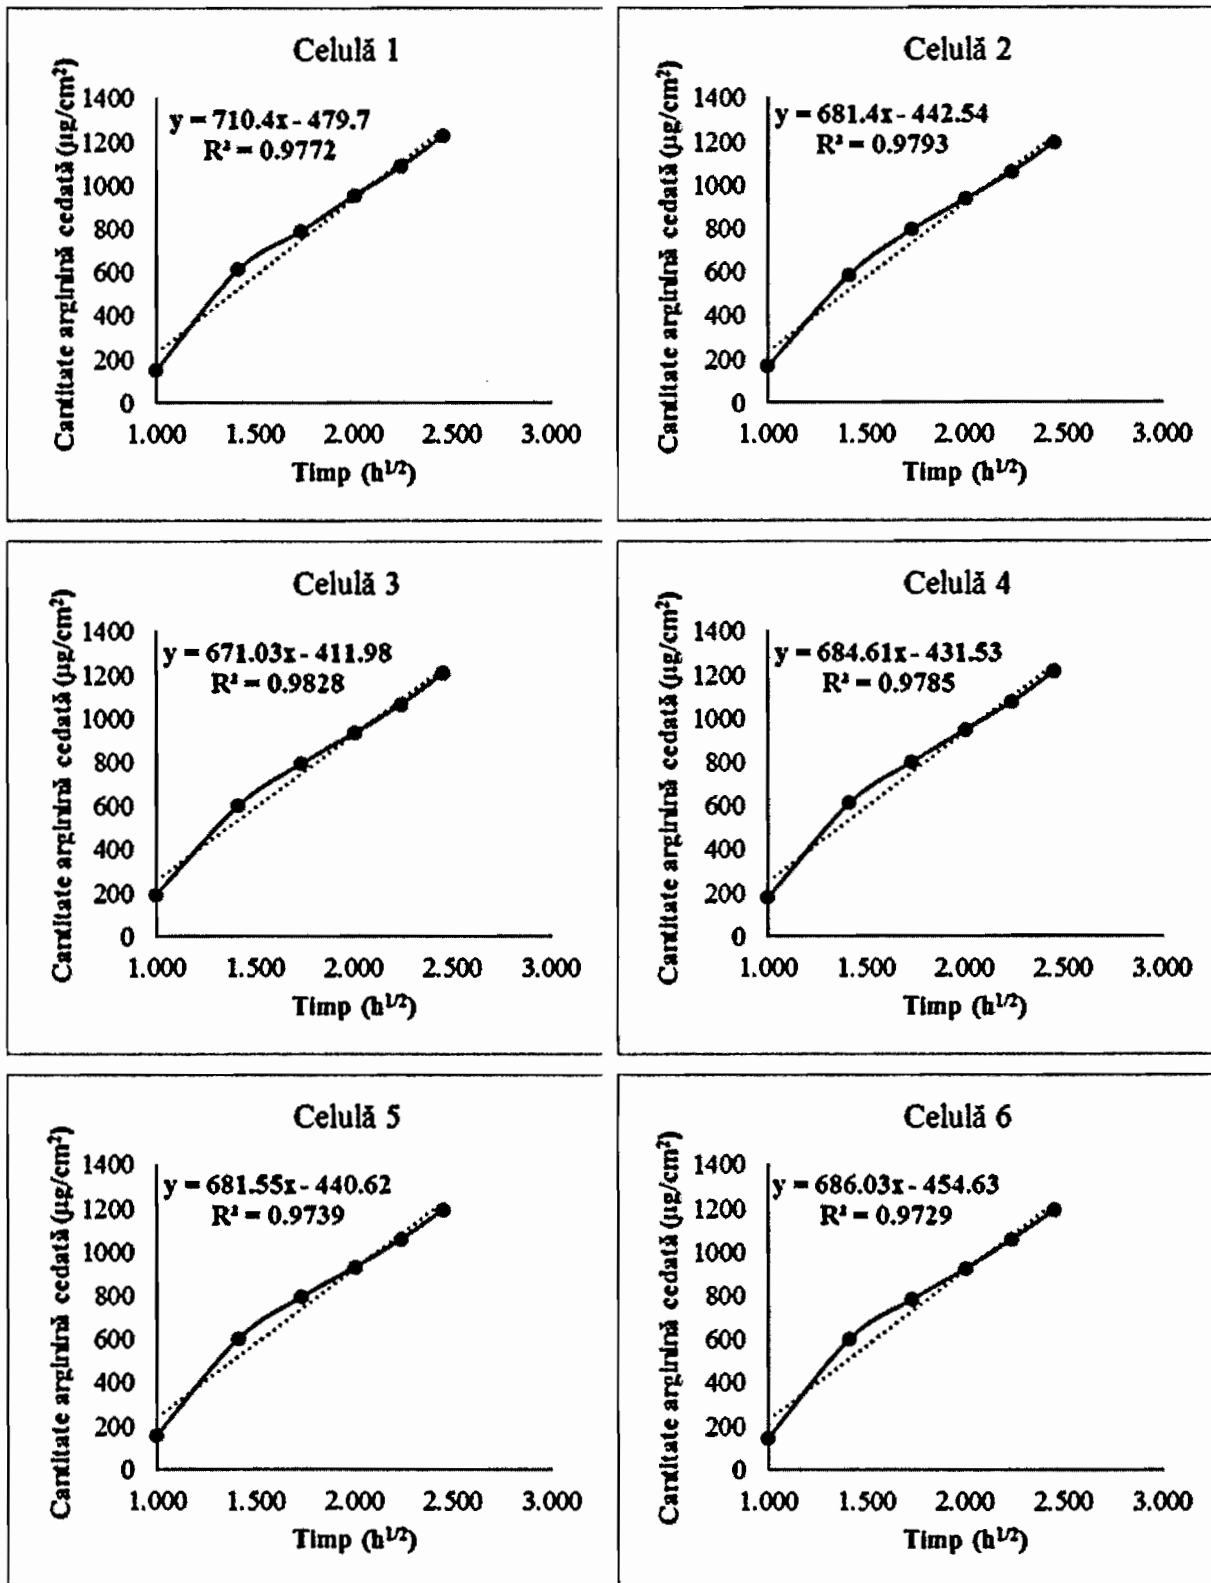 Celulă 1
Cantitate arginină cedată (µg/cm²)
y = 710.4x - 479.7
R² = 0.9772
1400
1200
1000
800
600
400
200
0
1.000 1.500 2.000 2.500 3.000
Timp (h^1/2)
Celulă 2
Cantitate arginină cedată (µg/cm²)
y = 681.4x - 442.54
R² = 0.9793
1400
1200
1000
800
600
400
200
0
1.000 1.500 2.000 2.500 3.000
Timp (h^1/2)
Celulă 3
Cantitate arginină cedată (µg/cm²)
y = 671.03x - 411.98
R² = 0.9828
1400
1200
1000
800
600
400
200
0
1.000 1.500 2.000 2.500 3.000
Timp (h^1/2)
Celulă 4
Cantitate arginină cedată (µg/cm²)
y = 684.61x - 431.53
R² = 0.9785
1400
1200
1000
800
600
400
200
0
1.000 1.500 2.000 2.500 3.000
Timp (h^1/2)
Celulă 5
Cantitate arginină cedată (µg/cm²)
y = 681.55x - 440.62
R² = 0.9739
1400
1200
1000
800
600
400
200
0
1.000 1.500 2.000 2.500 3.000
Timp (h^1/2)
Celulă 6
Cantitate arginină cedată (µg/cm²)
y = 686.03x - 454.63
R² = 0.9729
1400
1200
1000
800
600
400
200
0
1.000 1.500 2.000 2.500 3.000
Timp (h^1/2)